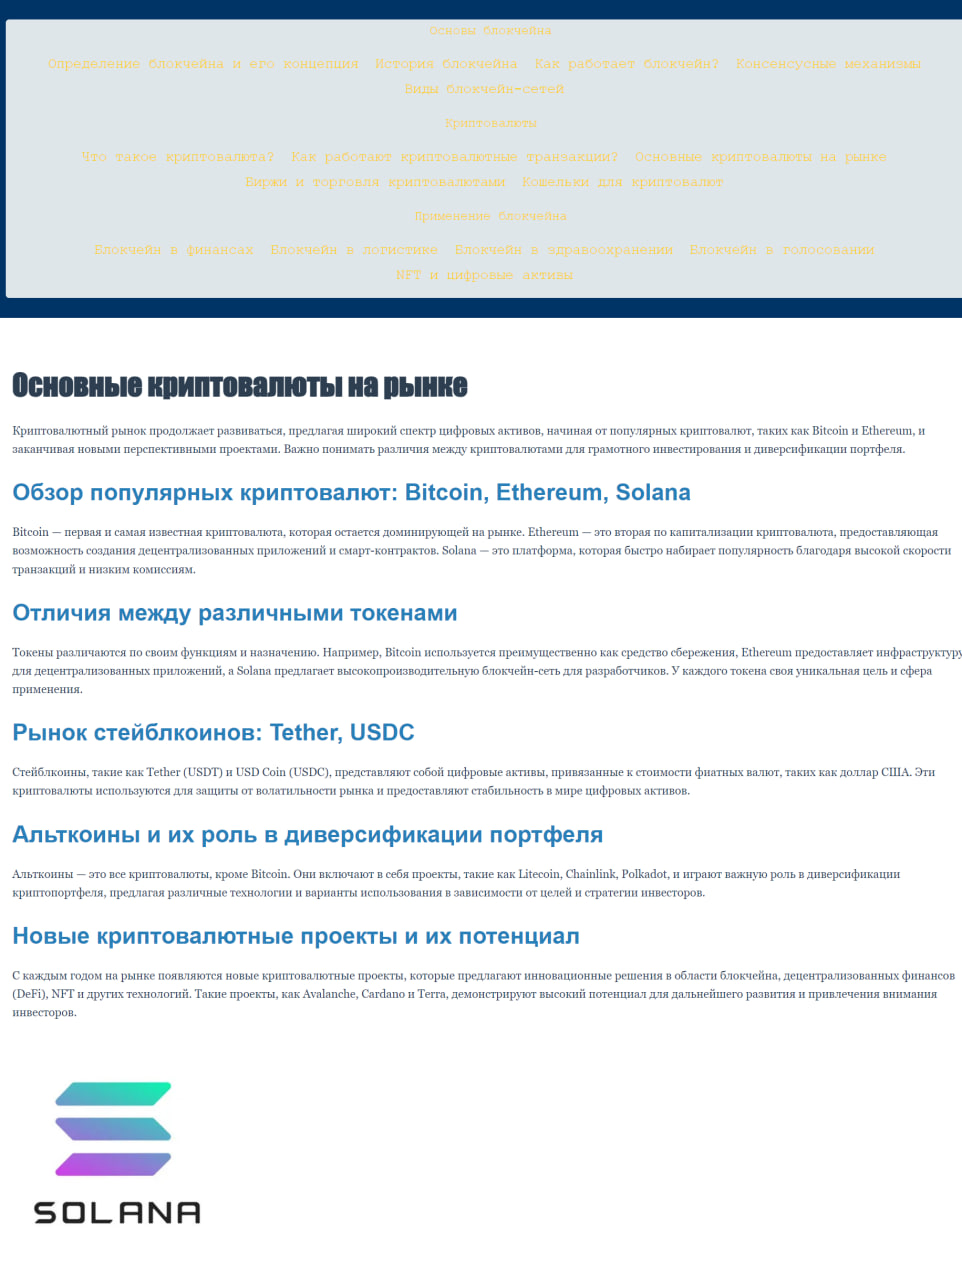 Основы блокчейна
Определение блокчейна и его концепция История блокчейна Как работает блокчейн? Консенсусные механизмы
Виды блокчейн-сетей
Криптовалюты
Что такое криптовалюта? Как работают криптовалютные транзакции? Основные криптовалюты на рынке
Биржи и торговля криптовалютами Кошельки для криптовалют
Применение блокчейна
Блокчейн в финансах Блокчейн в логистике Блокчейн в здравоохранении Блокчейн в голосовании
NFT и цифровые активы
Основные криптовалюты на рынке
Криптовалютный рынок продолжает развиваться, предлагая широкий спектр цифровых активов, начиная от популярных криптовалют, таких как Bitcoin и Ethereum, и
заканчивая новыми перспективными проектами. Важно понимать различия между криптовалютами для грамотного инвестирования и диверсификации портфеля.
Обзор популярных криптовалют: Bitcoin, Ethereum, Solana
Bitcoin — первая и самая известная криптовалюта, которая остается доминирующей на рынке. Ethereum — это вторая по капитализации криптовалюта, предоставляющая
возможность создания децентрализованных приложений и смарт-контрактов. Solana — это платформа, которая быстро набирает популярность благодаря высокой скорости
транзакций и низким комиссиям.
Отличия между различными токенами
Токены различаются по своим функциям и назначению. Например, Bitcoin используется преимущественно как средство сбережения, Ethereum предоставляет инфраструктуру
для децентрализованных приложений, а Solana предлагает высокопроизводительную блокчейн-сеть для разработчиков. У каждого токена своя уникальная цель и сфера
применения.
Рынок стейблкоинов: Tether, USDC
Стейблкоины, такие как Tether (USDT) и USD Coin (USDC), представляют собой цифровые активы, привязанные к стоимости фиатных валют, таких как доллар США. Эти
криптовалюты используются для защиты от волатильности рынка и предоставляют стабильность в мире цифровых активов.
Альткоины и их роль в диверсификации портфеля
Альткоины — это все криптовалюты, кроме Bitcoin. Они включают в себя проекты, такие как Litecoin, Chainlink, Polkadot, и играют важную роль в диверсификации
криптопортфеля, предлагая различные технологии и варианты использования в зависимости от целей и стратегии инвесторов.
Новые криптовалютные проекты и их потенциал
С каждым годом на рынке появляются новые криптовалютные проекты, которые предлагают инновационные решения в области блокчейна, децентрализованных финансов
(DeFi), NFT и других технологий. Такие проекты, как Avalanche, Cardano и Terra, демонстрируют высокий потенциал для дальнейшего развития и привлечения внимания
инвесторов.
SOLANA